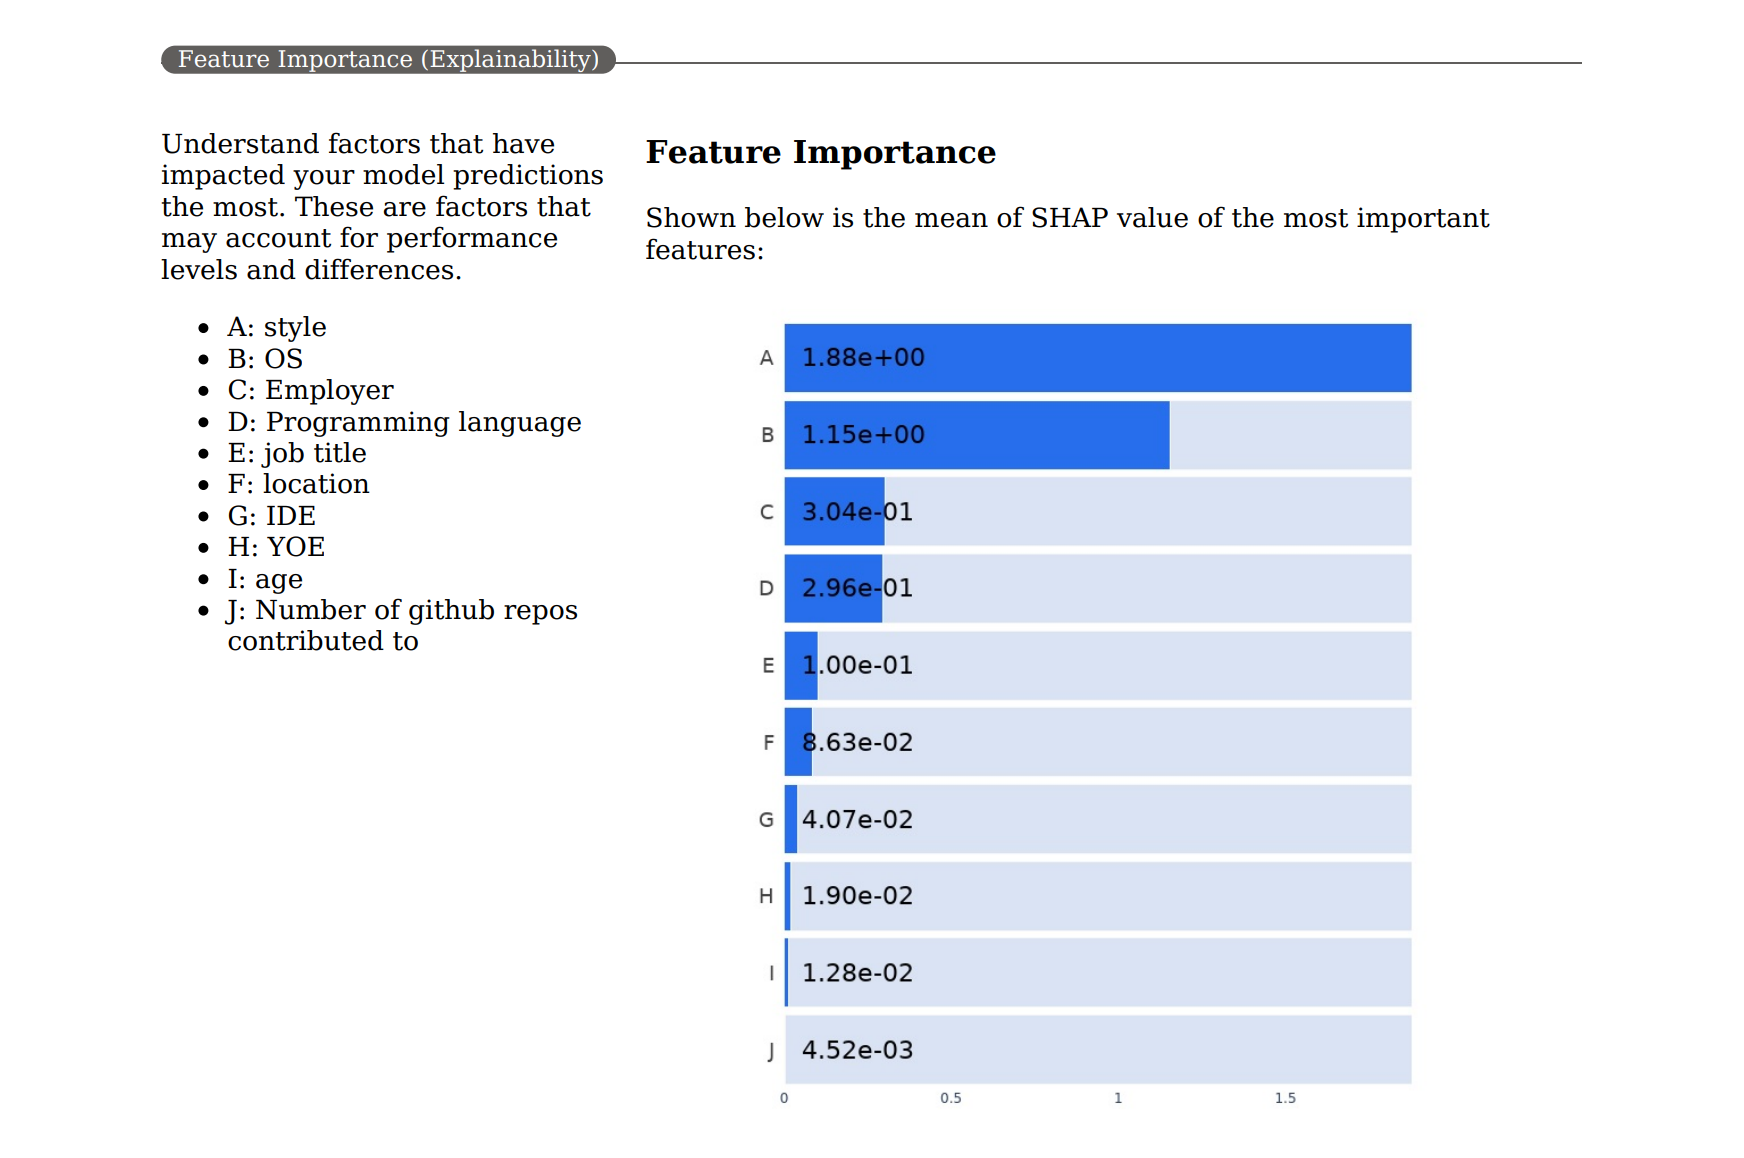 Feature Importance (Explainability)
Understand factors that have
impacted your model predictions
the most. These are factors that
may account for performance
levels and differences.
• A: style
• B: OS
• C: Employer
• D: Programming language
• E: job title
• F: location
• G: IDE
• H: YOE
• I: age
• J: Number of github repos
contributed to
Feature Importance
Shown below is the mean of SHAP value of the most important
features:
A 1.88e+00
B 1.15e+00
C 3.04e-01
D 2.96e-01
E 1.00e-01
F 8.63e-02
G 4.07e-02
H 1.90e-02
I 1.28e-02
J 4.52e-03
0 0.5 1 1.5